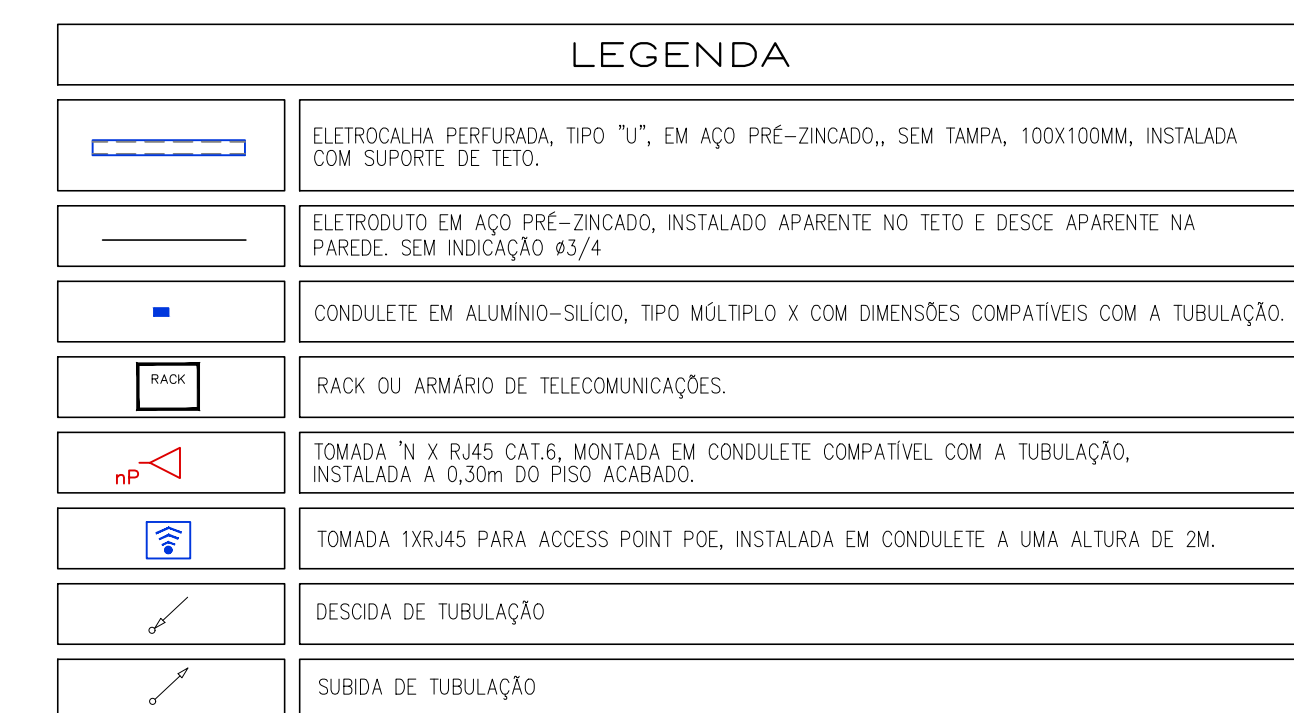 LEGENDA
ELETROCALHA PERFURADA, TIPO "U", EM AÇO PRÉ-ZINCADO,, SEM TAMPA, 100X100MM, INSTALADA
COM SUPORTE DE TETO.
ELETRODUTO EM AÇO PRÉ-ZINCADO, INSTALADO APARENTE NO TETO E DESCE APARENTE NA
PAREDE. SEM INDICAÇÃO ø3/4
CONDULETE EM ALUMÍNIO-SILÍCIO, TIPO MÚLTIPLO X COM DIMENSÕES COMPATÍVEIS COM A TUBULAÇÃO.
RACK
RACK OU ARMÁRIO DE TELECOMUNICAÇÕES.
nP
TOMADA 'N X RJ45 CAT.6, MONTADA EM CONDULETE COMPATÍVEL COM A TUBULAÇÃO,
INSTALADA A 0,30m DO PISO ACABADO.
TOMADA 1XRJ45 PARA ACCESS POINT POE, INSTALADA EM CONDULETE A UMA ALTURA DE 2M.
DESCIDA DE TUBULAÇÃO
SUBIDA DE TUBULAÇÃO